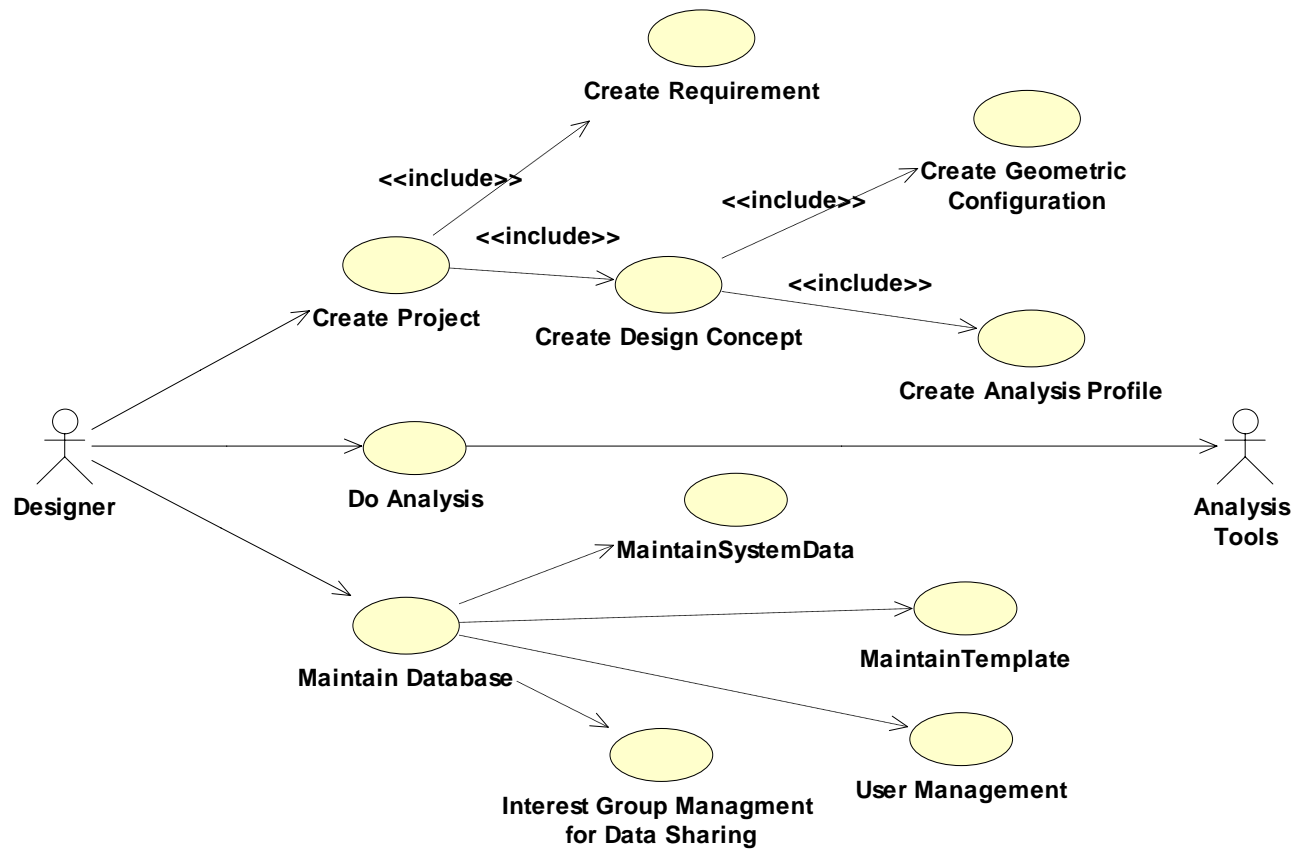 Create Requirement
Create Geometric
Configuration
<<include>>
<<include>>
<<include>>
<<include>>
Create Project
Create Design Concept
Create Analysis Profile
Designer
Do Analysis
Analysis
Tools
MaintainSystemData
MaintainTemplate
Maintain Database
User Management
Interest Group Managment
for Data Sharing